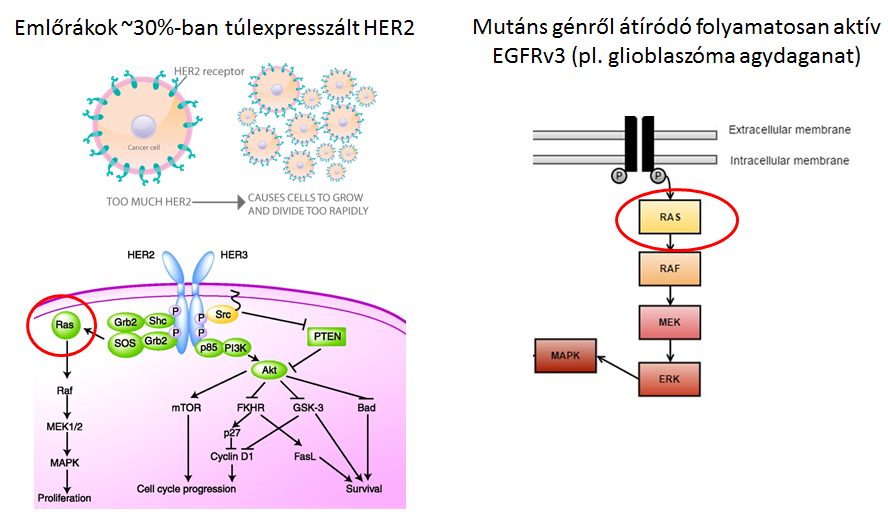 Emlőrákok ~30%-ban túlexpresszált HER2
HER2 receptor
Cancer cell
TOO MUCH HER2
CAUSES CELLS TO GROW
AND DIVIDE TOO RAPIDLY
HER2
HER3
Ras
Grb2
Shc
SOS
Grb2
P
P
P
P
Src
PTEN
p85
PI3K
Akt
Raf
MEK1/2
MAPK
Proliferation
mTOR
FKHR
GSK-3
Bad
p27
Cyclin D1
FasL
Cell cycle progression
Survival
Mutáns génről átíródó folyamatosan aktív
EGFRv3 (pl. glioblaszóma agydaganat)
Extracellular membrane
Intracellular membrane
P
P
RAS
RAF
MEK
MAPK
ERK